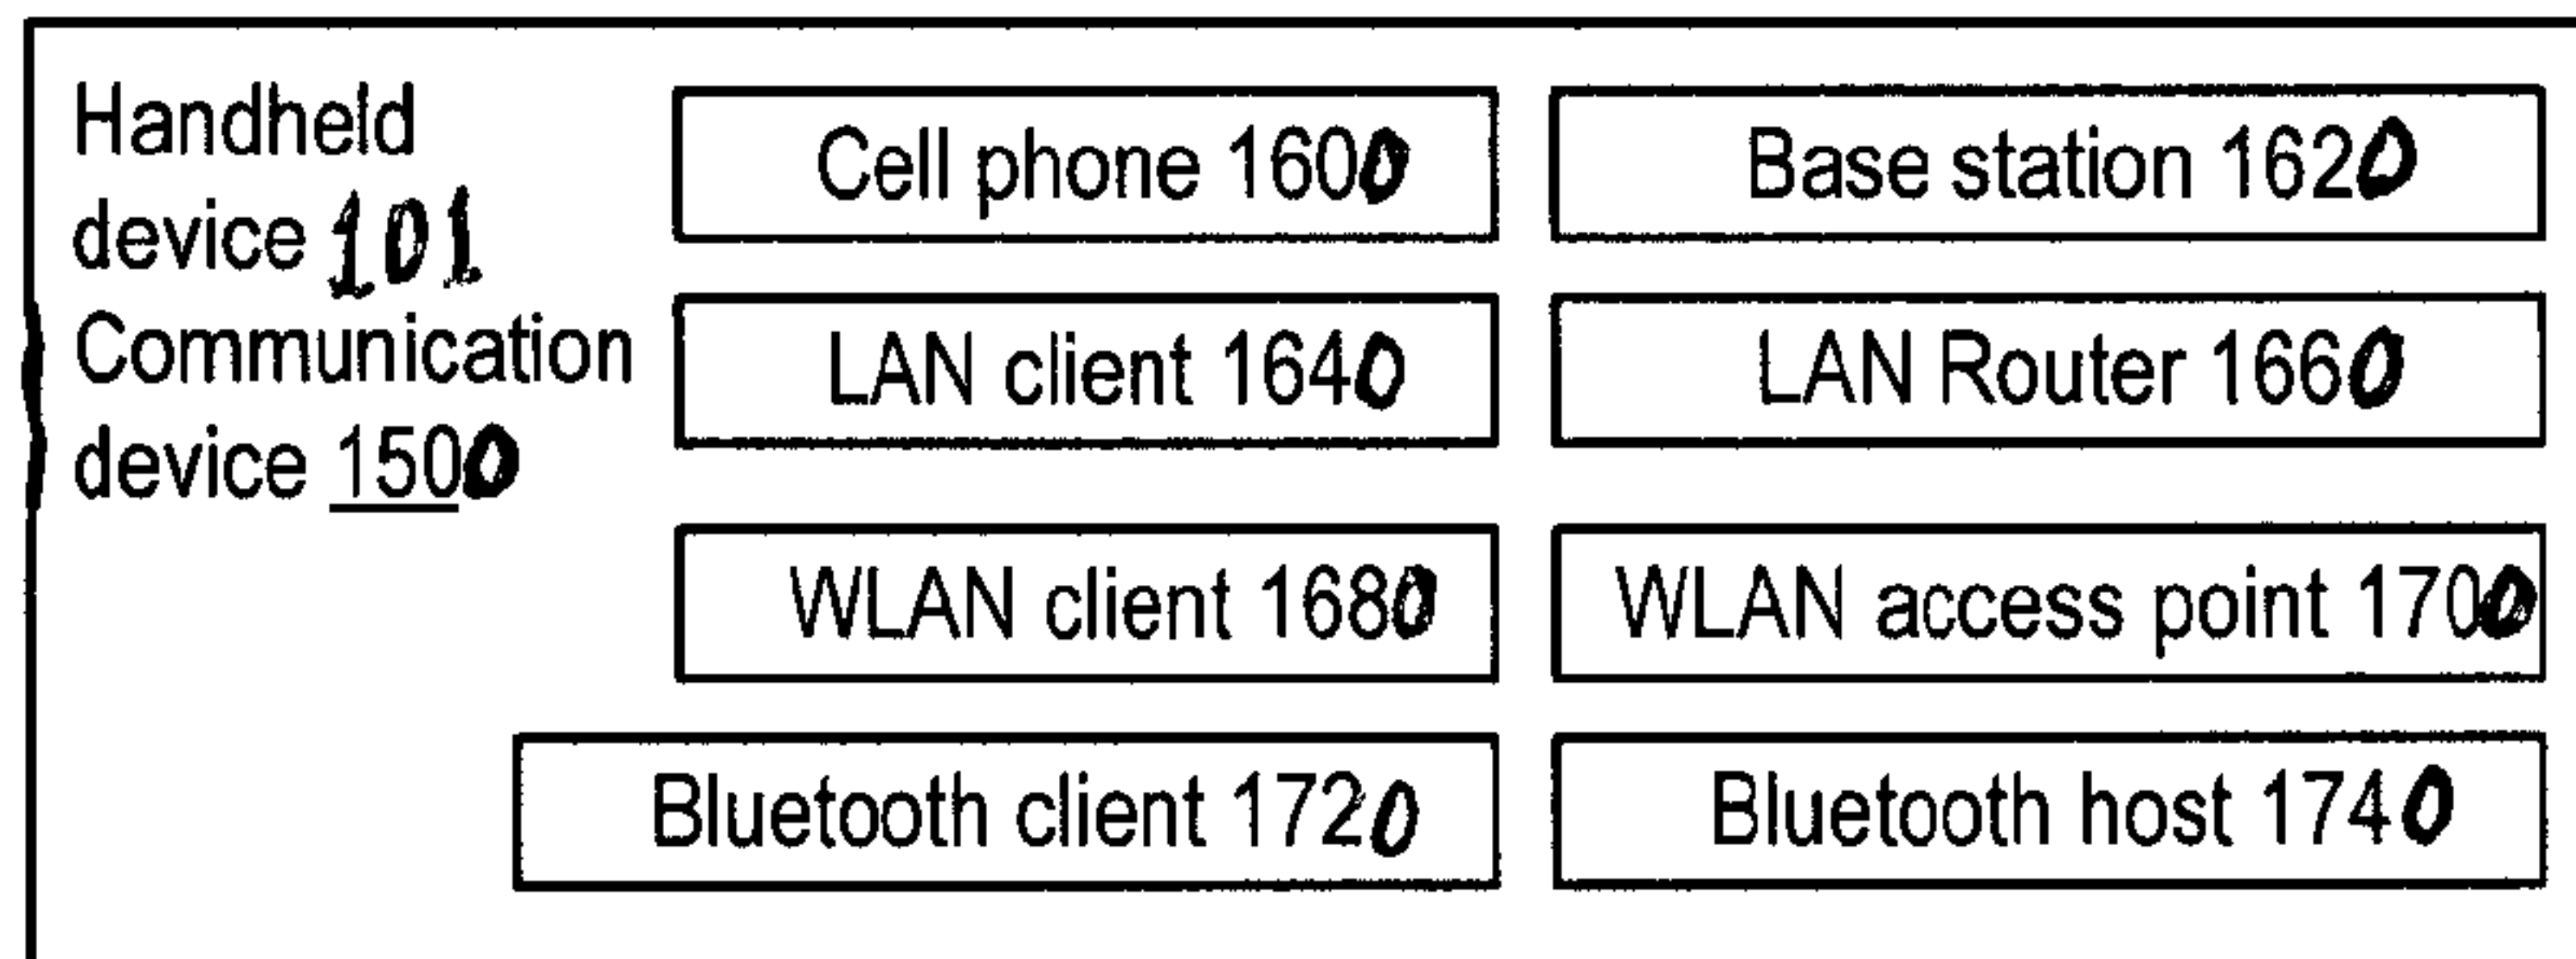 Handheld
device 101
Communication
device 1500
Cell phone 1600
Base station 1620
LAN client 1640
LAN Router 1660
WLAN client 1680
WLAN access point 1700
Bluetooth client 1720
Bluetooth host 1740